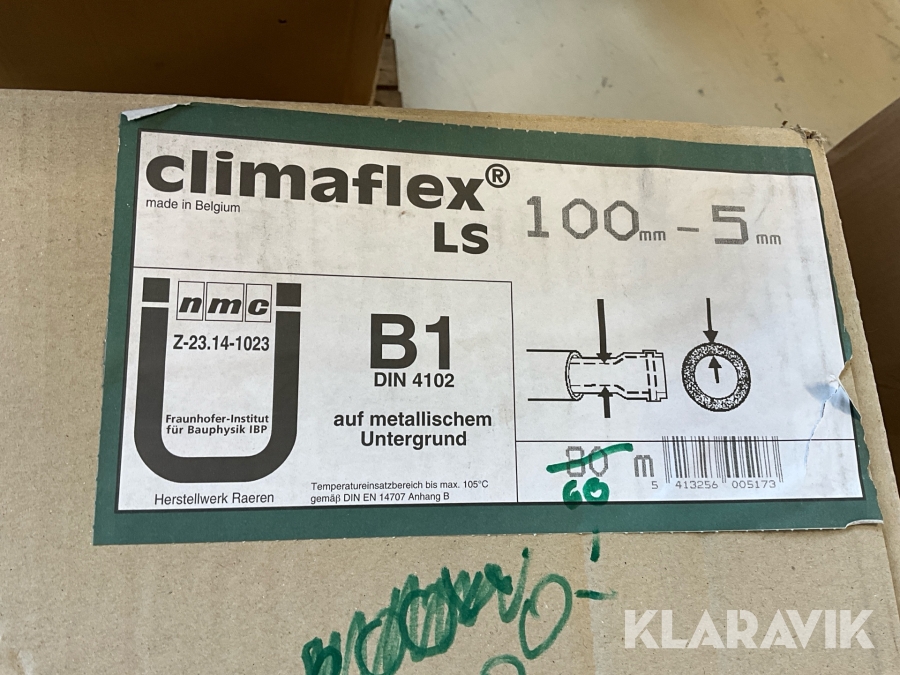 climaflex®
made in Belgium
LS
100mm - 5mm
nmc
Z-23.14-1023
Fraunhofer-Institut
für Bauphysik IBP
Herstellwerk Raeren
B1
DIN 4102
auf metallischem
Untergrund
Temperatureinsatzbereich bis max. 105°C
gemäß DIN EN 14707 Anhang B
80 m
60
5 413256 005173
KLARAVIK